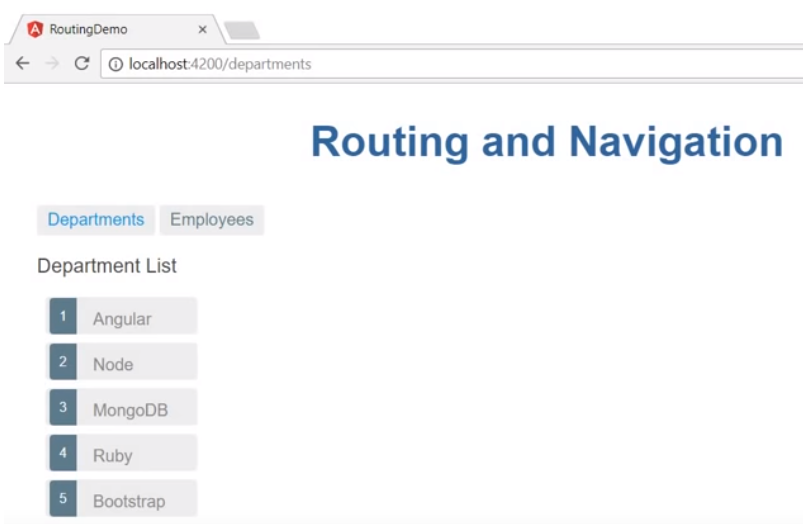 RoutingDemo
localhost:4200/departments
Routing and Navigation
Departments Employees
Department List
1 Angular
2 Node
3 MongoDB
4 Ruby
5 Bootstrap